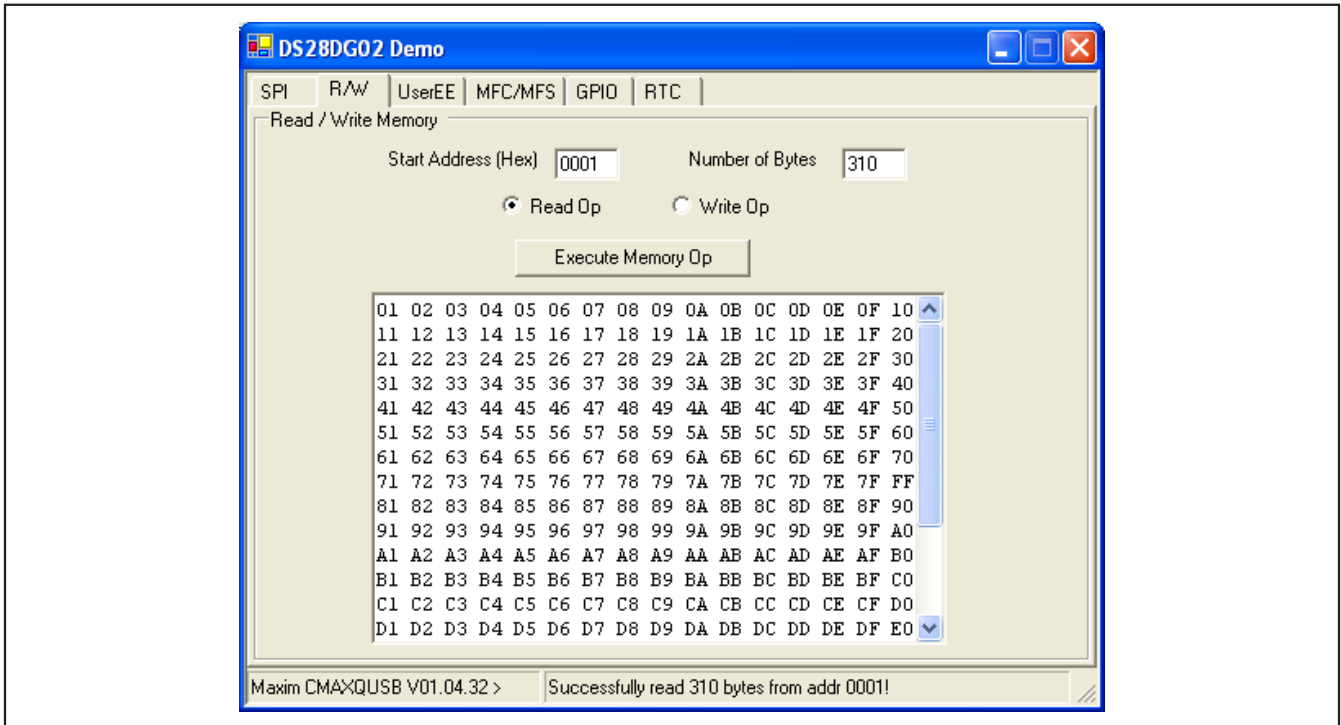 DS28DG02 Demo
SPI R/W UserEE MFC/MFS GPIO RTC
Read / Write Memory
Start Address (Hex) 0001 Number of Bytes 310
Read Op Write Op
Execute Memory Op
01 02 03 04 05 06 07 08 09 0A 0B 0C 0D 0E 0F 10
11 12 13 14 15 16 17 18 19 1A 1B 1C 1D 1E 1F 20
21 22 23 24 25 26 27 28 29 2A 2B 2C 2D 2E 2F 30
31 32 33 34 35 36 37 38 39 3A 3B 3C 3D 3E 3F 40
41 42 43 44 45 46 47 48 49 4A 4B 4C 4D 4E 4F 50
51 52 53 54 55 56 57 58 59 5A 5B 5C 5D 5E 5F 60
61 62 63 64 65 66 67 68 69 6A 6B 6C 6D 6E 6F 70
71 72 73 74 75 76 77 78 79 7A 7B 7C 7D 7E 7F FF
81 82 83 84 85 86 87 88 89 8A 8B 8C 8D 8E 8F 90
91 92 93 94 95 96 97 98 99 9A 9B 9C 9D 9E 9F A0
A1 A2 A3 A4 A5 A6 A7 A8 A9 AA AB AC AD AE AF B0
B1 B2 B3 B4 B5 B6 B7 B8 B9 BA BB BC BD BE BF C0
C1 C2 C3 C4 C5 C6 C7 C8 C9 CA CB CC CD CE CF D0
D1 D2 D3 D4 D5 D6 D7 D8 D9 DA DB DC DD DE DF E0
Maxim CMAXQUSB V01.04.32 > Successfully read 310 bytes from addr 0001!